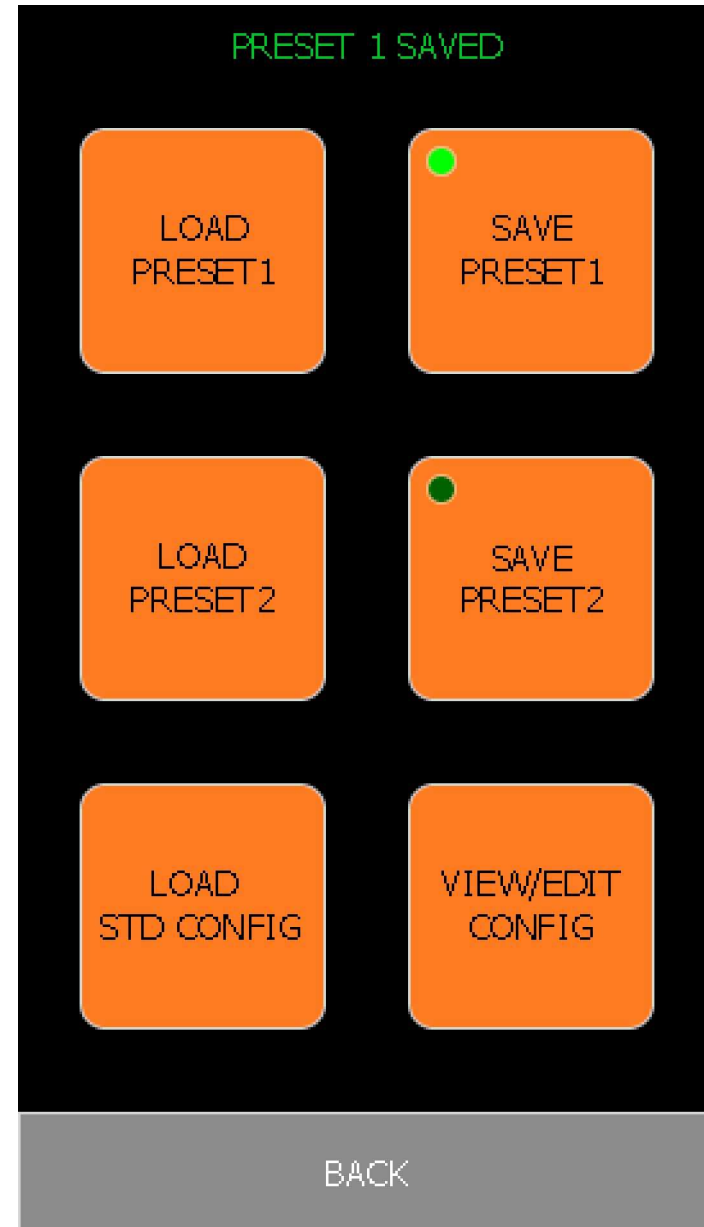 PRESET 1 SAVED
LOAD
PRESET1
SAVE
PRESET1
LOAD
PRESET2
SAVE
PRESET2
LOAD
STD CONFIG
VIEW/EDIT
CONFIG
BACK